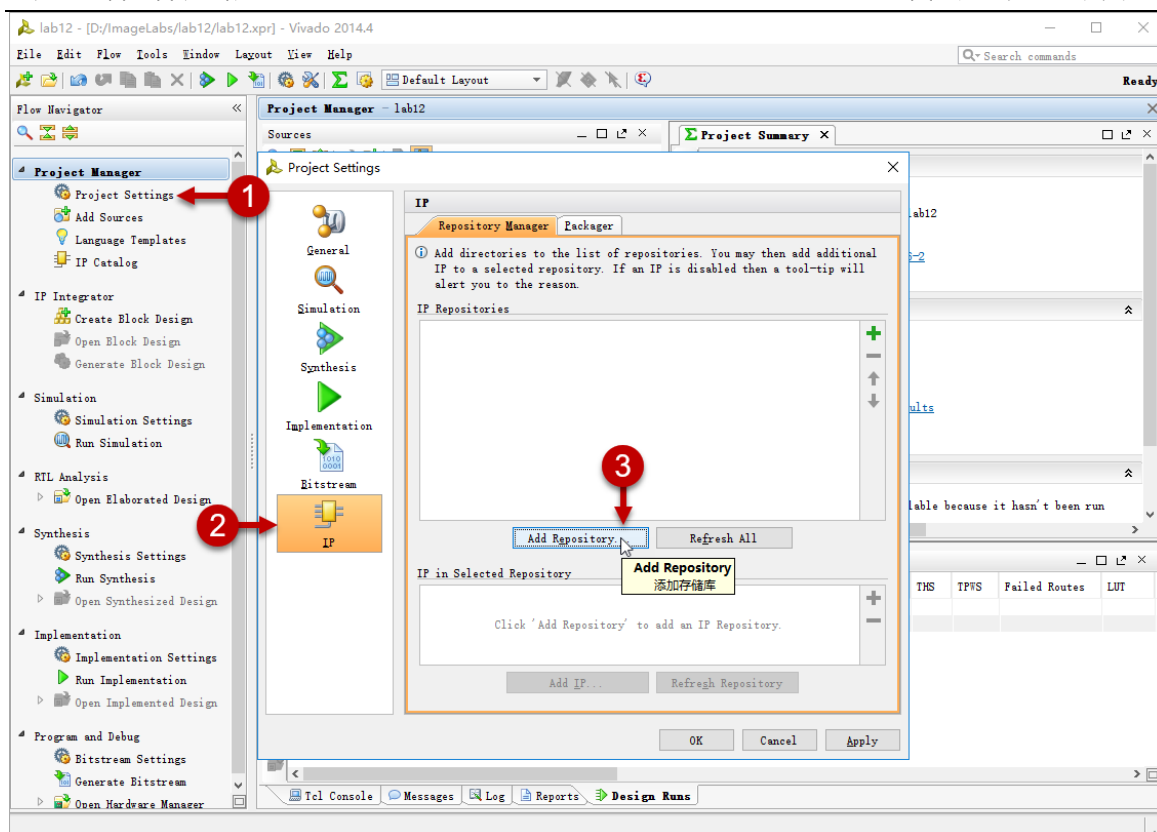 lab12 - [D:/ImageLabs/lab12/lab12.xpr] - Vivado 2014.4
File Edit Flow Tools Window Layout View Help
Search commands
Default Layout
Ready
Flow Navigator
Project Manager
Project Settings
Add Sources
Language Templates
IP Catalog
IP Integrator
Create Block Design
Open Block Design
Generate Block Design
Simulation
Simulation Settings
Run Simulation
RTL Analysis
Open Elaborated Design
Synthesis
Synthesis Settings
Run Synthesis
Open Synthesized Design
Implementation
Implementation Settings
Run Implementation
Open Implemented Design
Program and Debug
Bitstream Settings
Generate Bitstream
Open Hardware Manager
1
2
3
Project Manager - lab12
Sources
Project Summary
Project Settings
General
Simulation
Synthesis
Implementation
1010
0001
Bitstream
IP
IP
Repository Manager Packager
Add directories to the list of repositories. You may then add additional
IP to a selected repository. If an IP is disabled then a tool-tip will
alert you to the reason.
IP Repositories
Add Repository...
Refresh All
Add Repository
添加存储库
IP in Selected Repository
Click 'Add Repository' to add an IP Repository.
Add IP...
Refresh Repository
OK Cancel Apply
ab12
-2
ults
lable because it hasn't been run
THS TPWS Failed Routes LUT
Tcl Console Messages Log Reports Design Runs